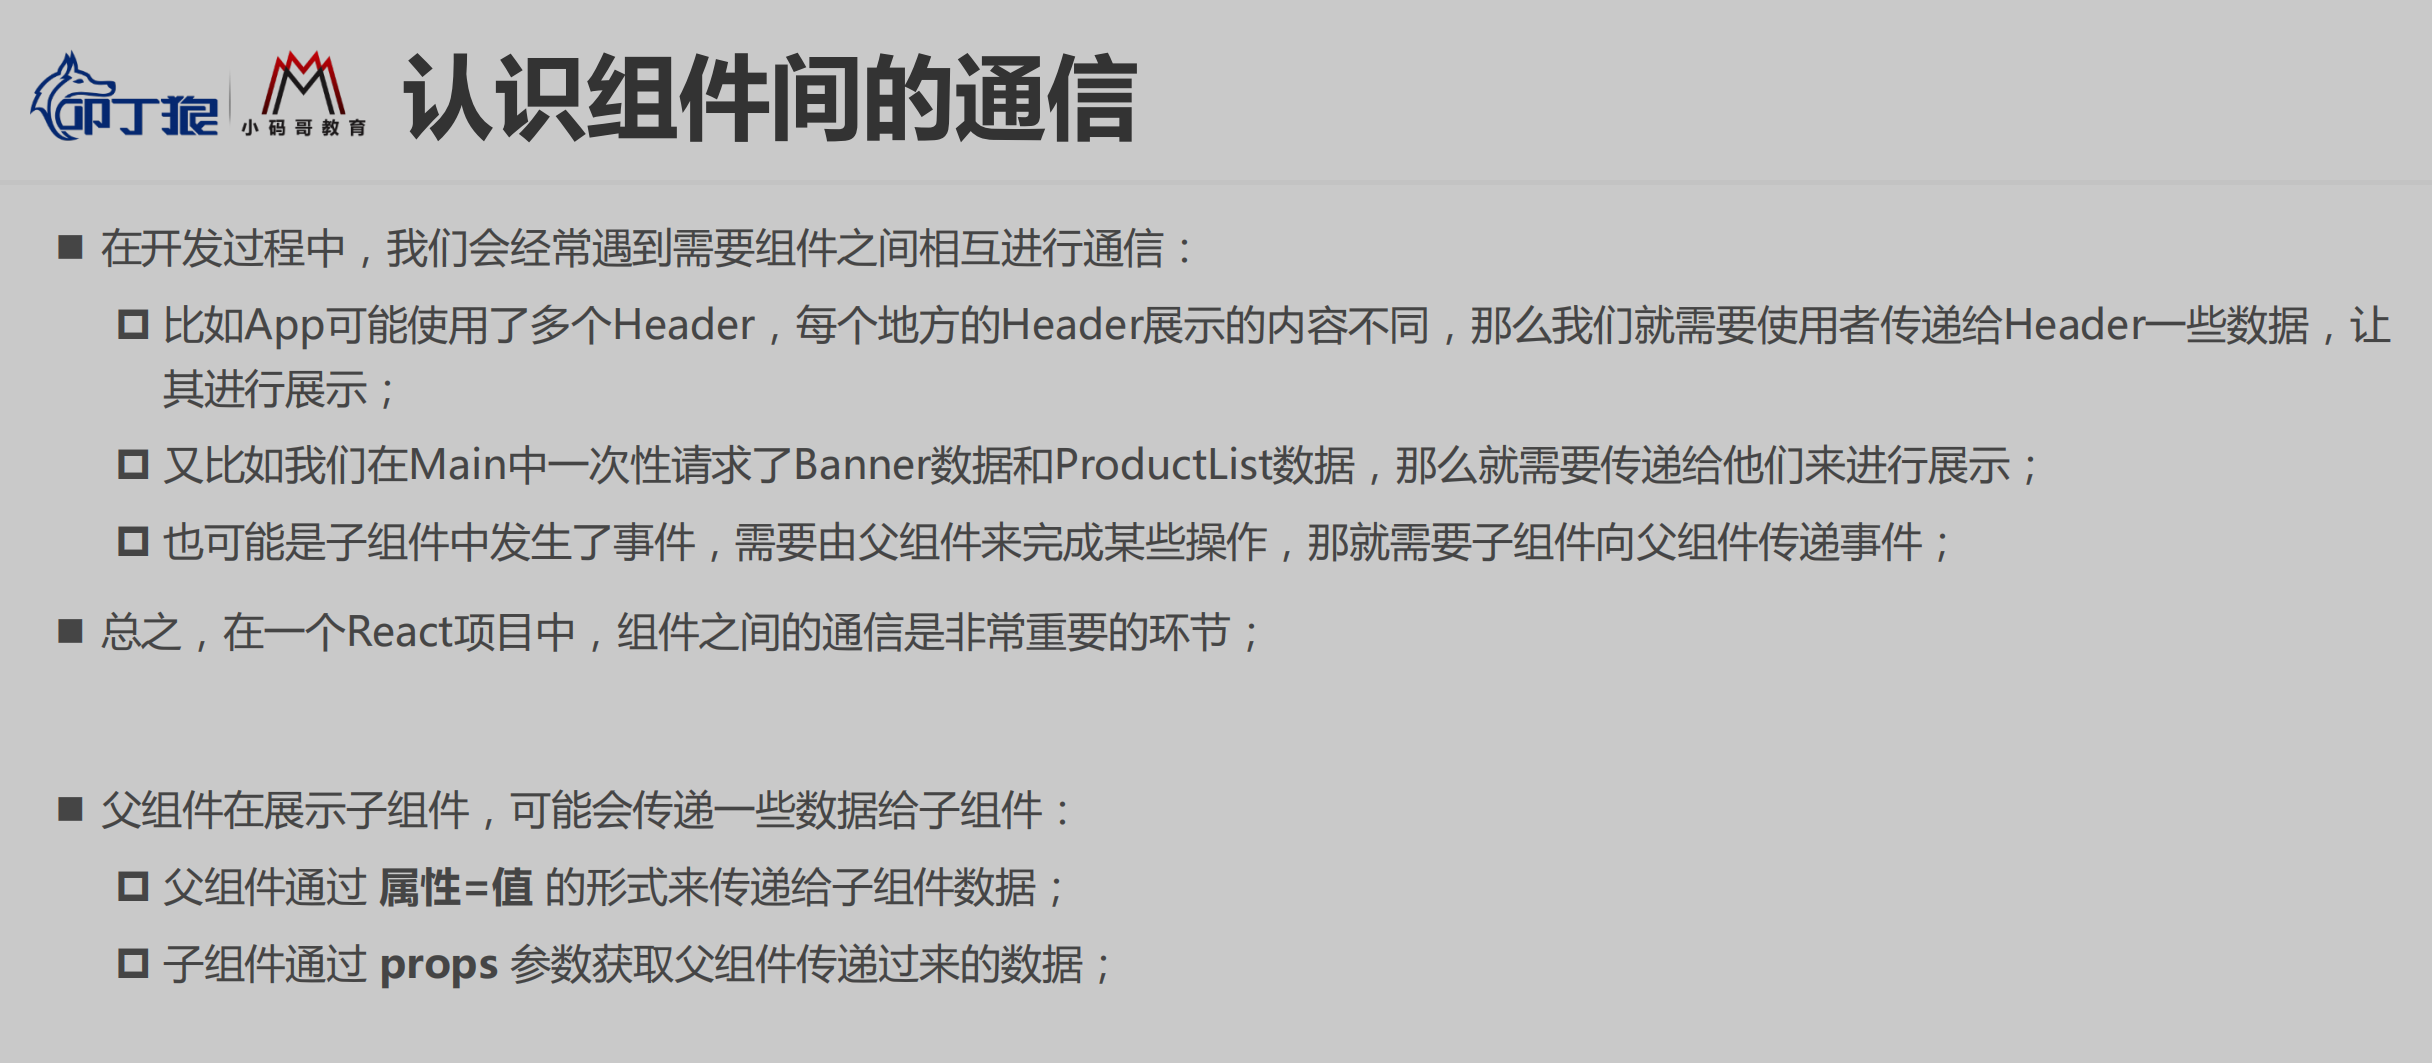 叩丁狼
小码哥教育
认识组件间的通信
在开发过程中，我们会经常遇到需要组件之间相互进行通信：
比如App可能使用了多个Header，每个地方的Header展示的内容不同，那么我们就需要使用者传递给Header一些数据，让
其进行展示；
又比如我们在Main中一次性请求了Banner数据和ProductList数据，那么就需要传递给他们来进行展示；
也可能是子组件中发生了事件，需要由父组件来完成某些操作，那就需要子组件向父组件传递事件；
总之，在一个React项目中，组件之间的通信是非常重要的环节；
父组件在展示子组件，可能会传递一些数据给子组件：
父组件通过 属性=值 的形式来传递给子组件数据；
子组件通过 props 参数获取父组件传递过来的数据；